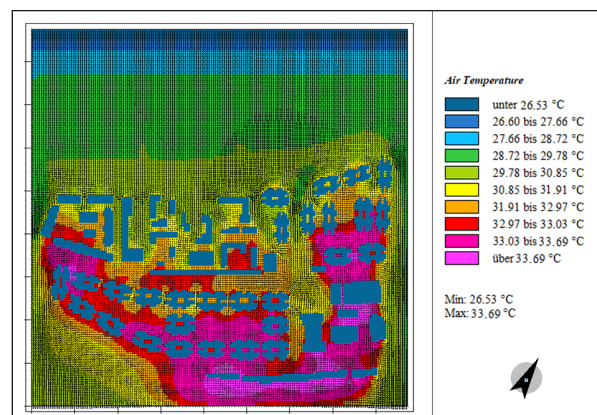 Air Temperature
unter 26.53 °C
26.60 bis 27.66 °C
27.66 bis 28.72 °C
28.72 bis 29.78 °C
29.78 bis 30.85 °C
30.85 bis 31.91 °C
31.91 bis 32.97 °C
32.97 bis 33.03 °C
33.03 bis 33.69 °C
über 33.69 °C
Min: 26.53 °C
Max: 33.69 °C
N